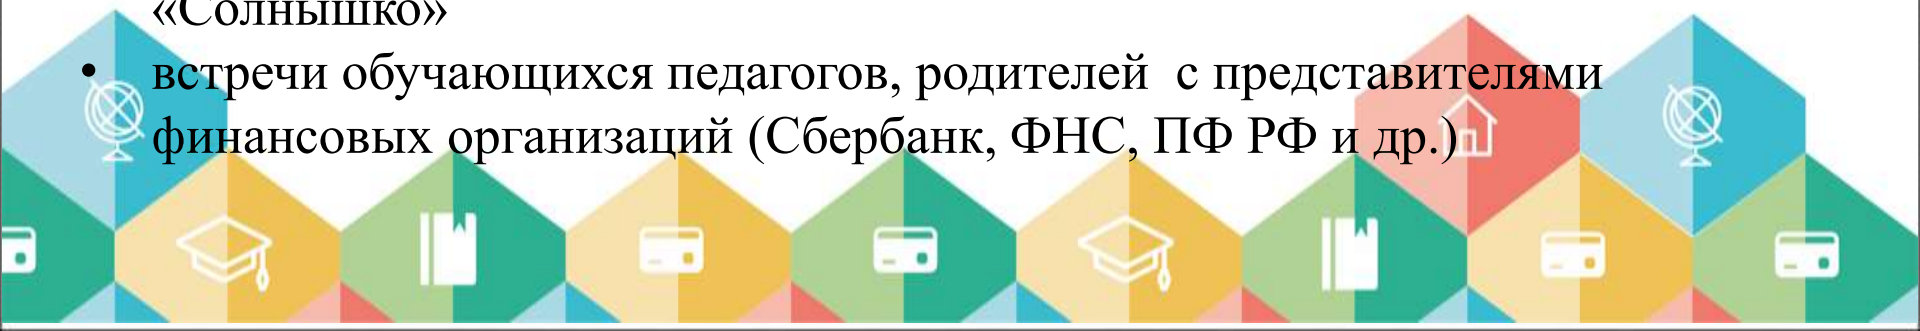 «Солнышко»
• встречи обучающихся педагогов, родителей  с представителями
финансовых организаций (Сбербанк, ФНС, ПФ РФ и др.)